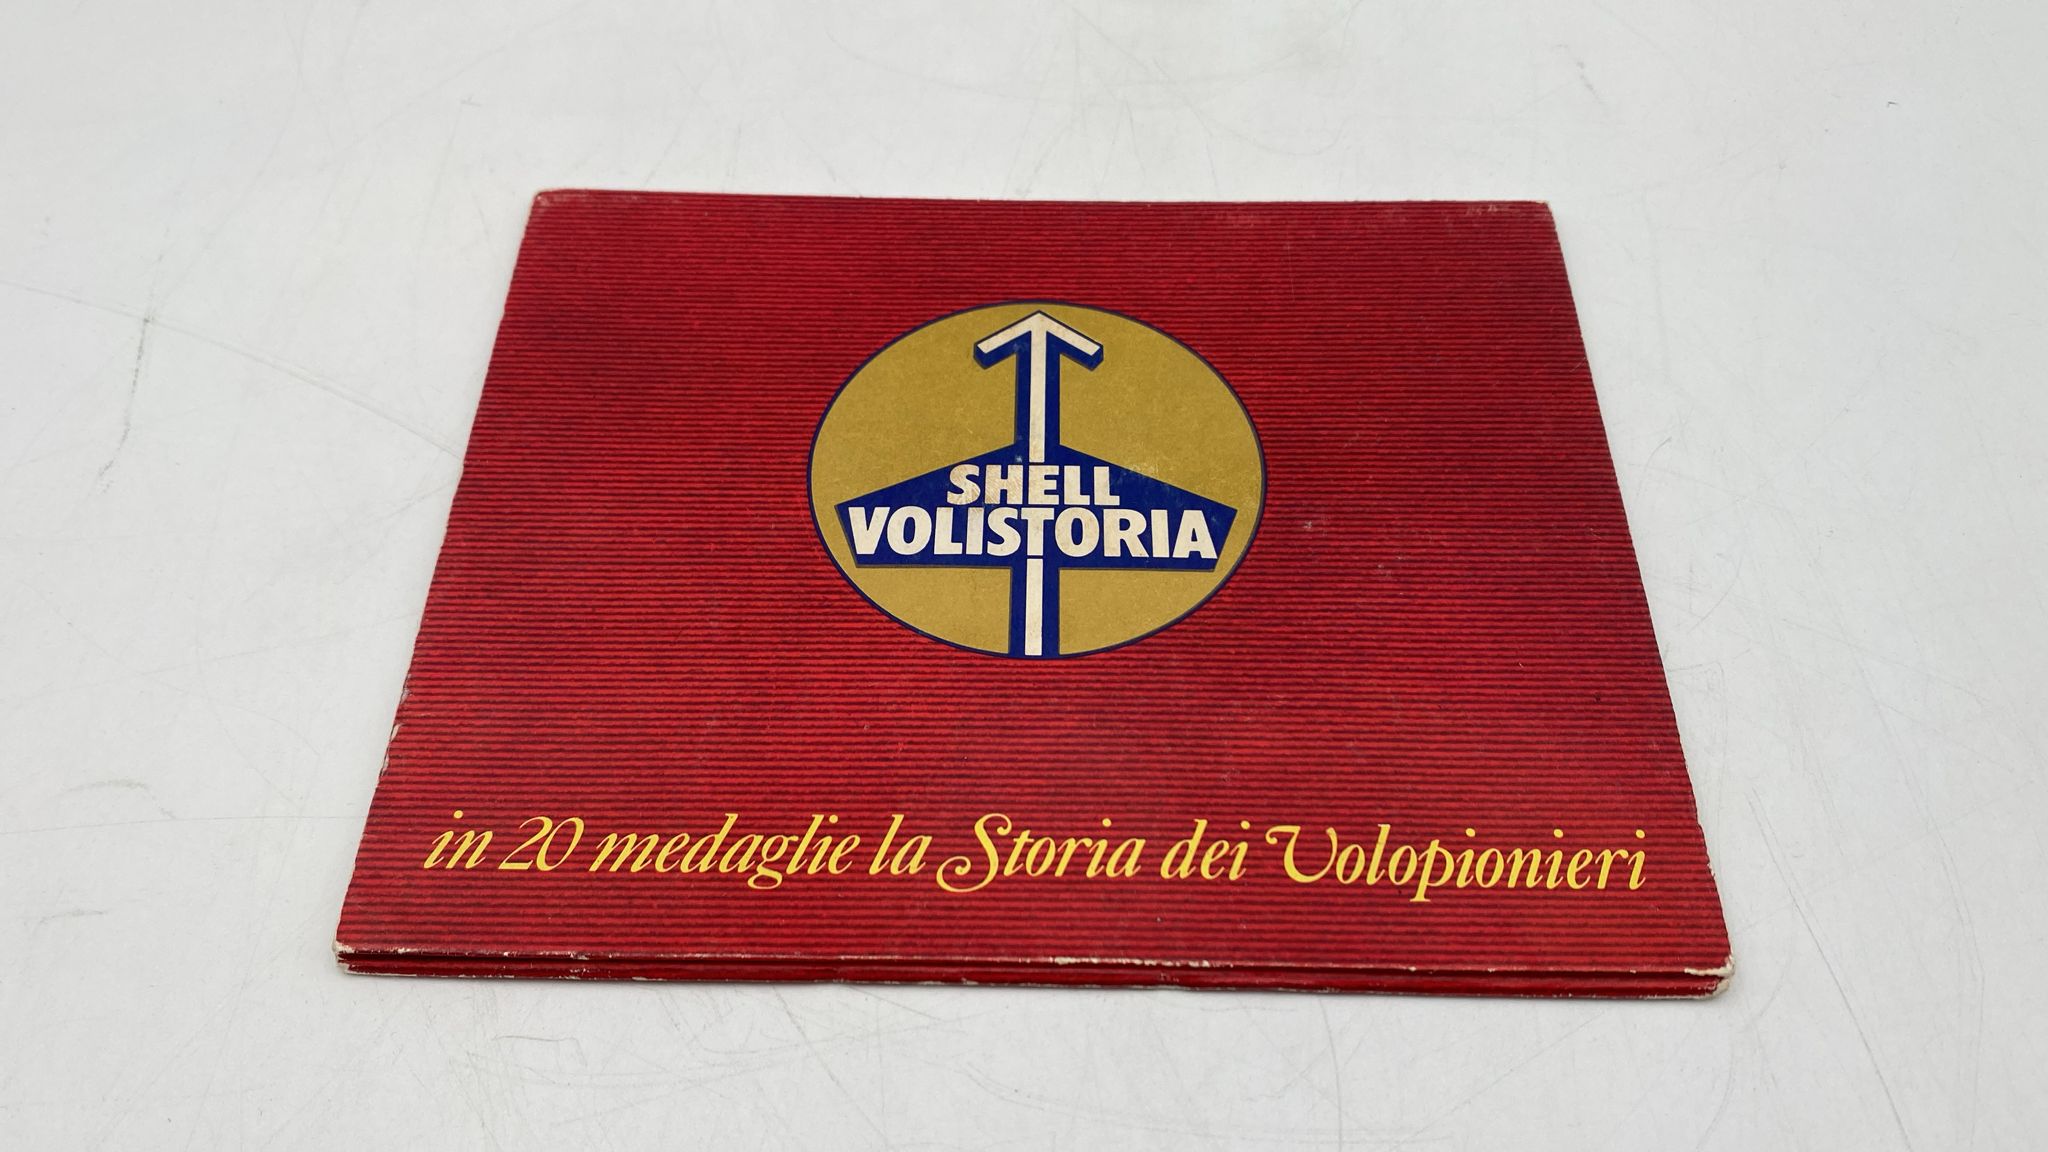 SHELL
VOLISTORIA
in 20 medaglie la Storia dei Volopionieri